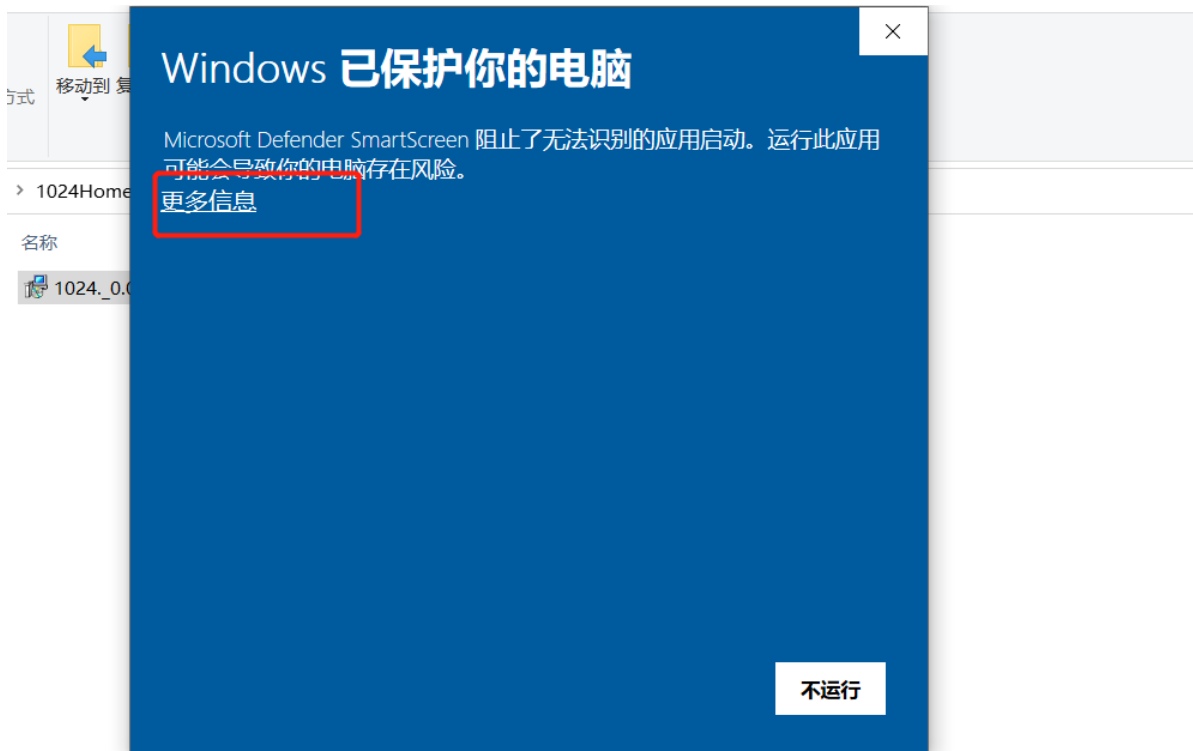 Windows 已保护你的电脑
Microsoft Defender SmartScreen 阻止了无法识别的应用启动。运行此应用
可能会导致你的电脑存在风险。
更多信息
移动到 复
方式
1024Home
名称
1024._0.0
不运行